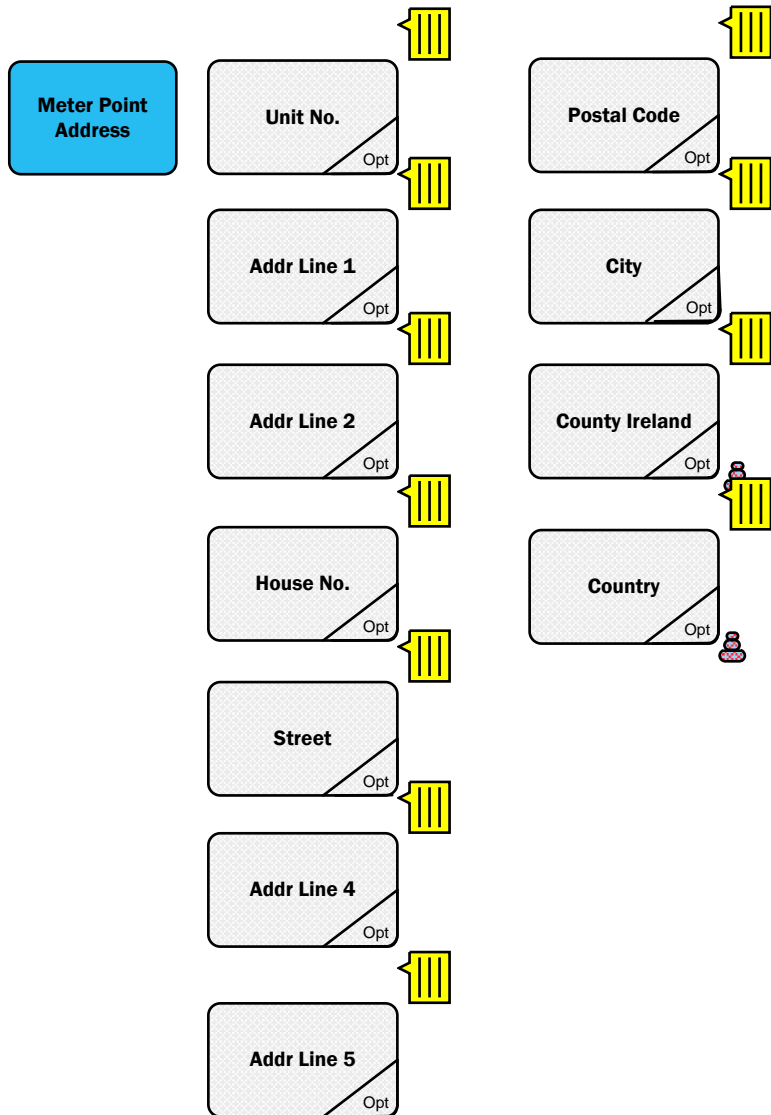 Meter Point
Address
Unit No.
Opt
Addr Line 1
Opt
Addr Line 2
Opt
House No.
Opt
Street
Opt
Addr Line 4
Opt
Addr Line 5
Opt
Postal Code
Opt
City
Opt
County Ireland
Opt
Country
Opt